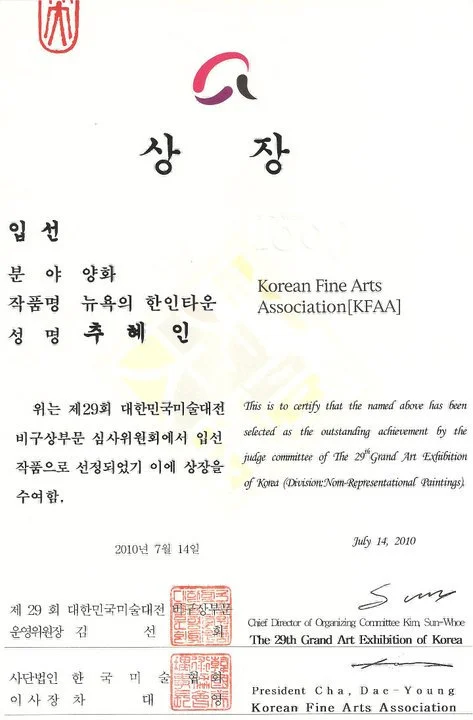 상 장
입 선
분 야 양화
작품명 뉴욕의 한인타운
성 명 추 혜 인
Korean Fine Arts
Association[KFAA]
위는 제29회 대한민국미술대전
비구상부문 심사위원회에서 입선
작품으로 선정되었기 이에 상장을
수여함.
This is to certify that the named above has been
selected as the outstanding achievement by the
judge committee of The 29th Grand Art Exhibition
of Korea (Division:Nom-Representational Paintings).
2010년 7월 14일
July 14, 2010
제 29 회 대한민국미술대전 비구상부문
운영위원장 김 선 회
Chief Director of Organizing Committee Kim, Sun-Whoe
The 29th Grand Art Exhibition of Korea
사단법인 한 국 미 술 협 회
이 사 장 차 대 영
President Cha, Dae-Young
Korean Fine Arts Association